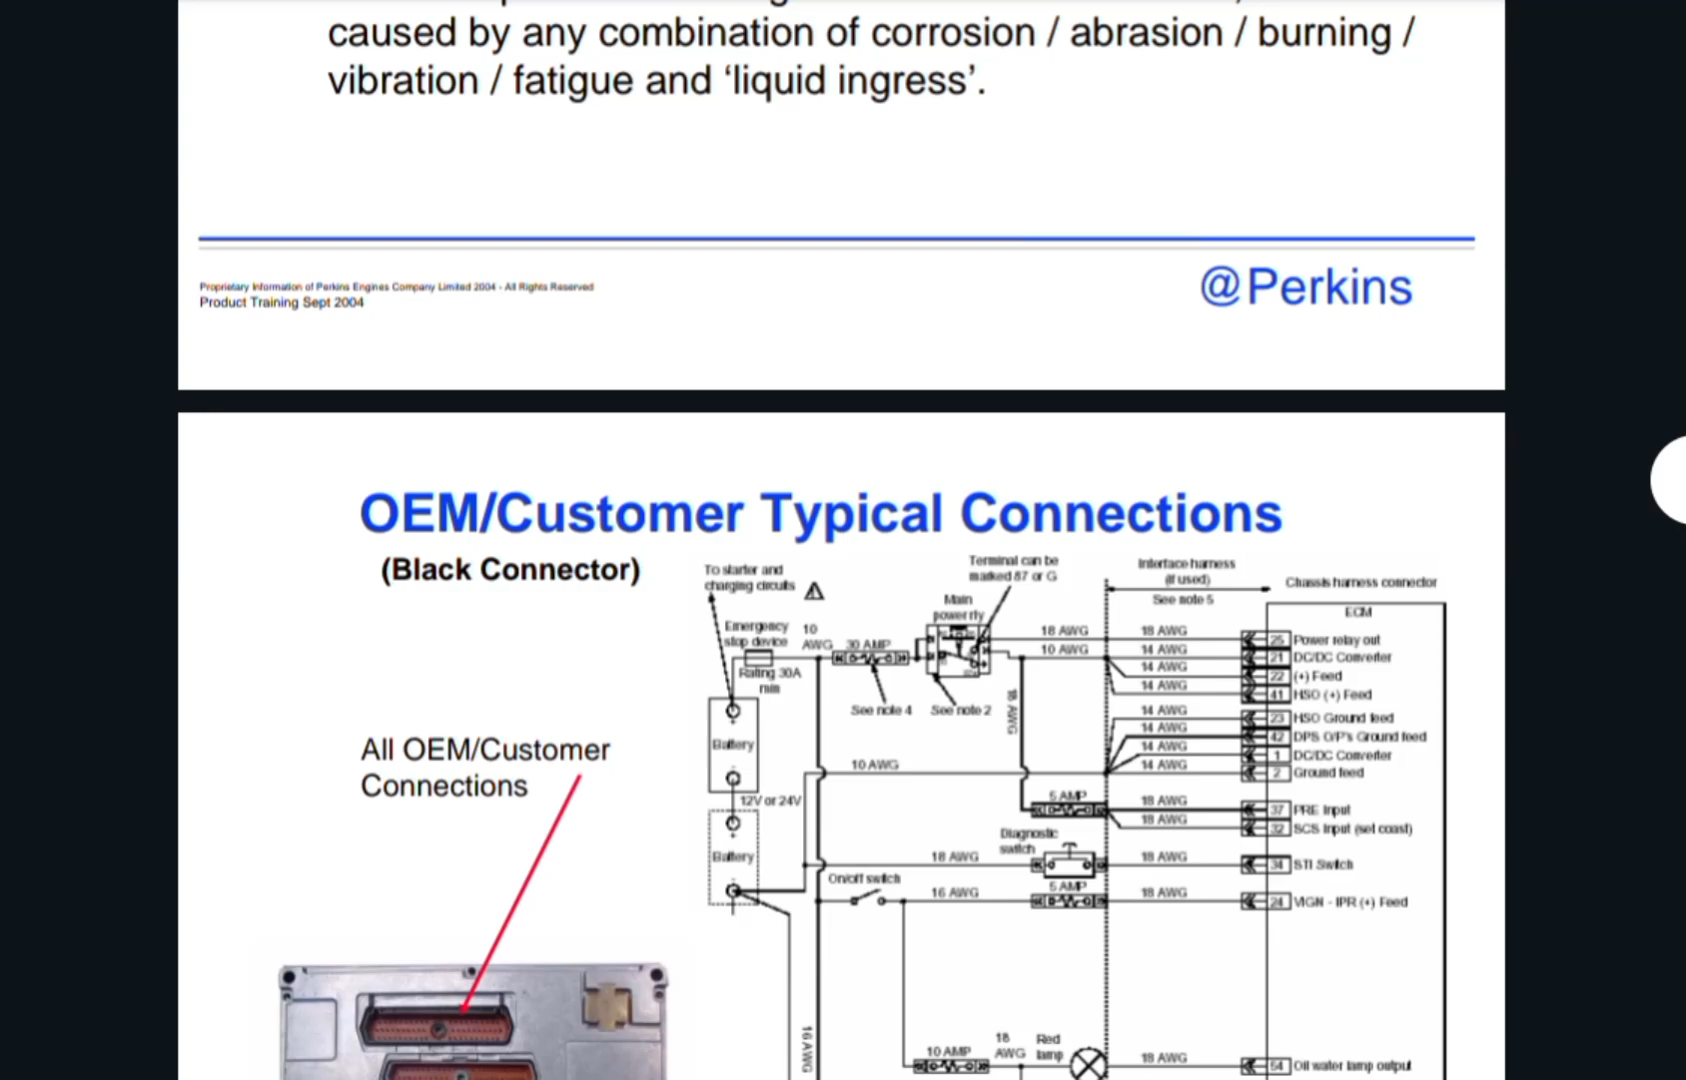 caused by any combination of corrosion / abrasion / burning /
vibration / fatigue and ‘liquid ingress’.
Proprietary Information of Perkins Engines Company Limited 2004 - All Rights Reserved
Product Training Sept 2004
@Perkins
OEM/Customer Typical Connections
(Black Connector)
All OEM/Customer
Connections
To starter and
charging circuits
Emergency
stop device
Rating 30A
min
10
AWG
30 AMP
See note 4
Main
power rly
See note 2
Terminal can be
marked 87 or G
Interface harness
(if used)
See note 5
Chassis harness connector
ECM
18 AWG
10 AWG
18 AWG
18 AWG
25 Power relay out
14 AWG
21 DC/DC Converter
14 AWG
22 (+) Feed
14 AWG
41 HSO (+) Feed
14 AWG
23 HSO Ground feed
14 AWG
42 DPS O/P's Ground feed
14 AWG
1 DC/DC Converter
14 AWG
2 Ground feed
Battery
10 AWG
12V or 24V
5 AMP
18 AWG
37 PRE Input
18 AWG
32 SCS Input (set coast)
Battery
Diagnostic
switch
18 AWG
18 AWG
34 STI Switch
On/off switch
16 AWG
5 AMP
18 AWG
24 VIGN - IPR (+) Feed
16 AWG
10 AMP
18
AWG
Red
lamp
18 AWG
54 Oil water lamp output